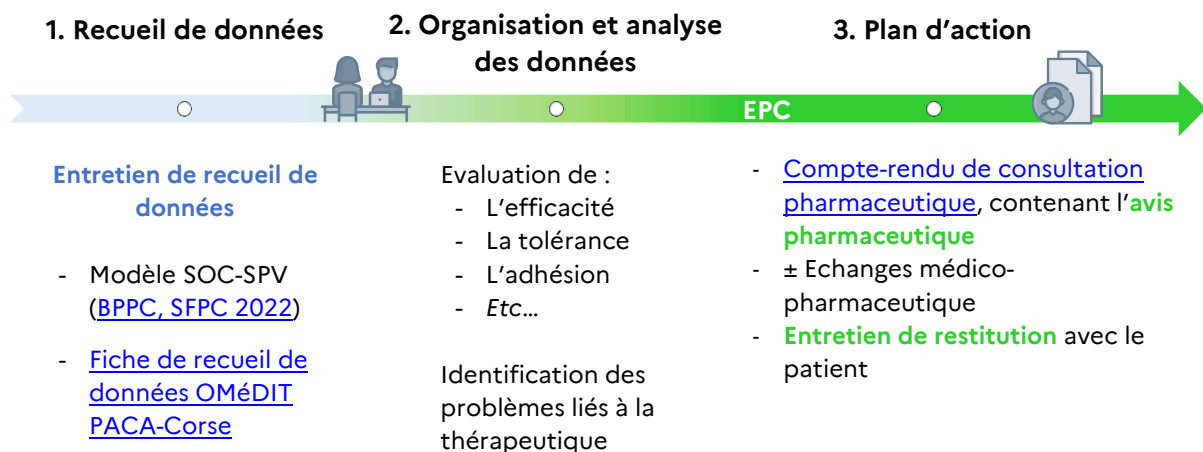 1. Recueil de données
2. Organisation et analyse
des données
3. Plan d’action
EPC
Entretien de recueil de
données
- Modèle SOC-SPV
(BPPC, SFPC 2022)
- Fiche de recueil de
données OMéDIT
PACA-Corse
Evaluation de :
- L’efficacité
- La tolérance
- L’adhésion
- Etc…
Identification des
problèmes liés à la
thérapeutique
- Compte-rendu de consultation
pharmaceutique, contenant l’avis
pharmaceutique
- ± Echanges médico-
pharmaceutique
- Entretien de restitution avec le
patient